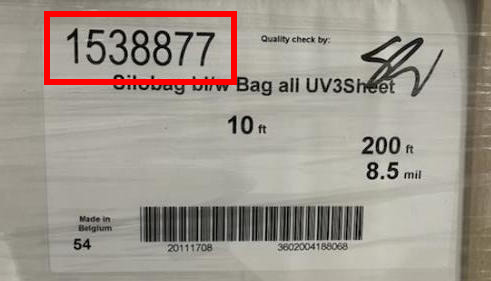 1538877
Quality check by:
Silobag bl/w Bag all UV3Sheet
10 ft
200 ft
8.5 mil
Made in
Belgium
54
20111708 3602004188068